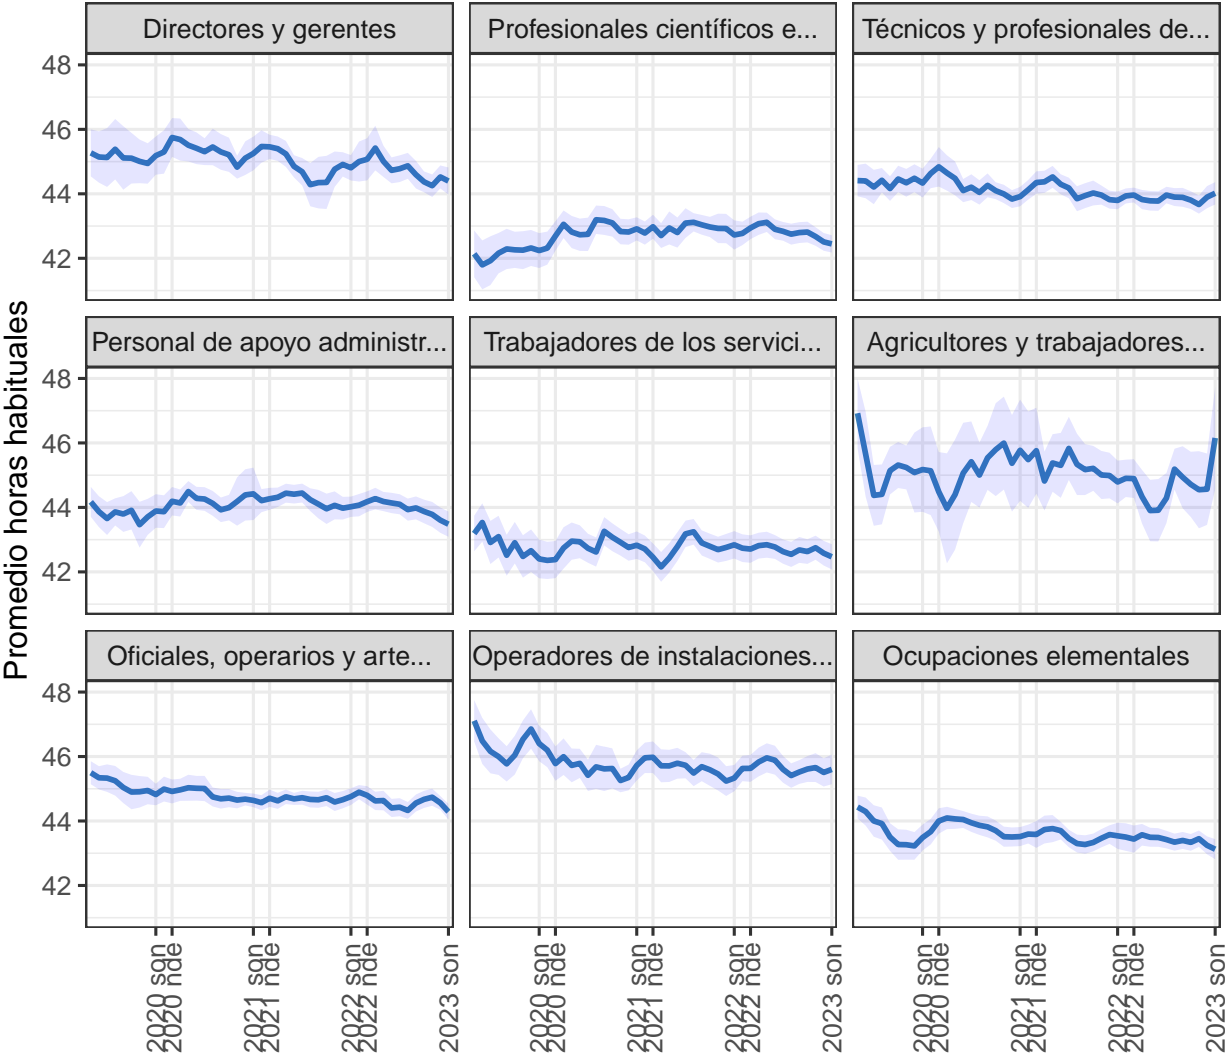 Directores y gerentes
Profesionales científicos e...
Técnicos y profesionales de...
48
46
44
42
Personal de apoyo administr...
Trabajadores de los servici...
Agricultores y trabajadores...
48
46
44
42
Promedio horas habituales
Oficiales, operarios y arte...
Operadores de instalaciones...
Ocupaciones elementales
48
46
44
42
2020 son
2020 nde
2021 son
2021 nde
2022 son
2022 nde
2023 son
2020 son
2020 nde
2021 son
2021 nde
2022 son
2022 nde
2023 son
2020 son
2020 nde
2021 son
2021 nde
2022 son
2022 nde
2023 son